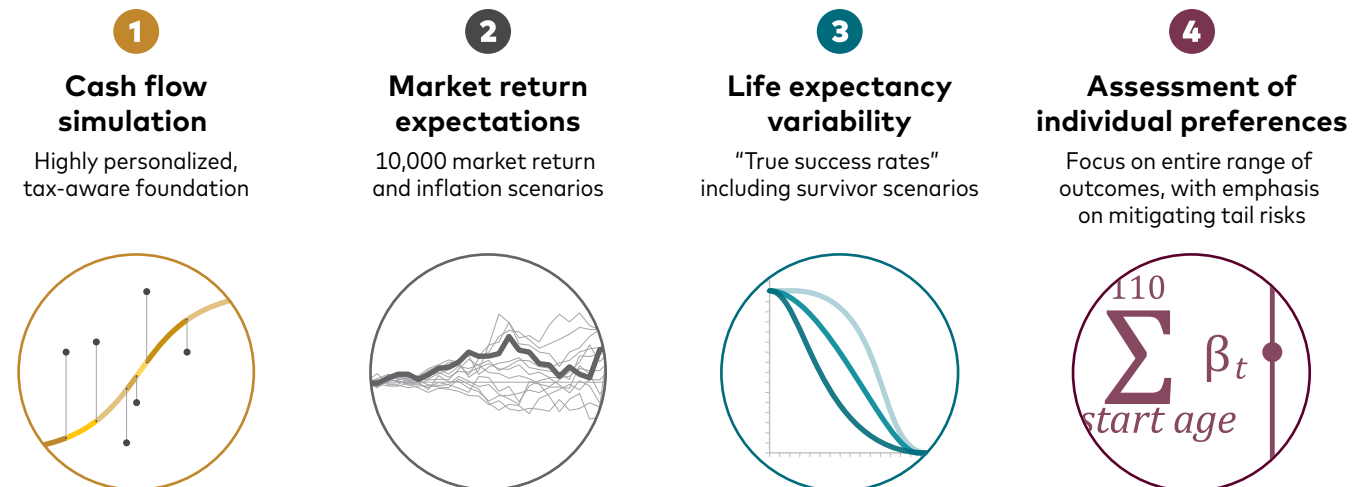 1
Cash flow
simulation
Highly personalized,
tax-aware foundation
2
Market return
expectations
10,000 market return
and inflation scenarios
3
Life expectancy
variability
“True success rates”
including survivor scenarios
4
Assessment of
individual preferences
Focus on entire range of
outcomes, with emphasis
on mitigating tail risks
110
Σ βt
start age